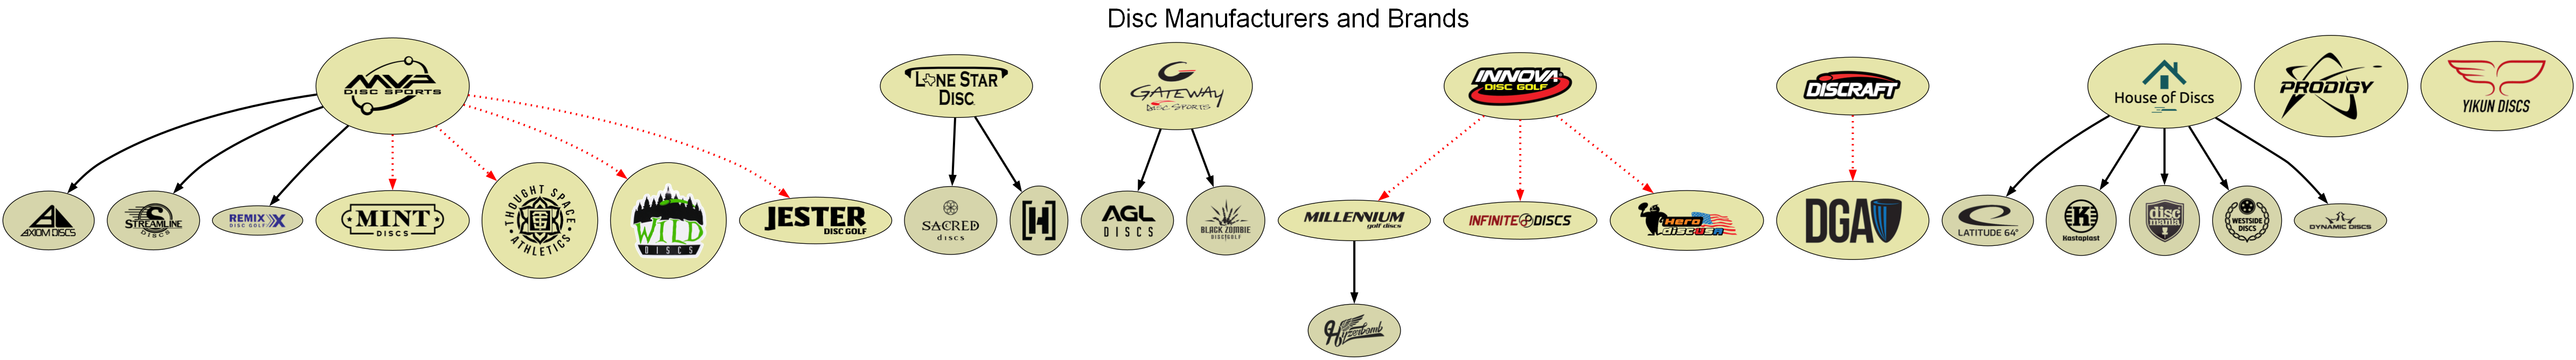 Disc Manufacturers and Brands
MVP
DISC SPORTS
LONE STAR
DISC
GATEWAY
DISC SPORTS
INNOVA
DISC GOLF
DISCRAFT
House of Discs
PRODIGY
YIKUN DISCS
AXIOM DISCS
STREAMLINE
DISCS
REMIX X
DISC GOLF
MINT
DISCS
THOUGHT SPACE
ATHLETICS
WILD
DISCS
JESTER
DISC GOLF
SACRED
discs
[H]
AGL
DISCS
BLACK ZOMBIE
DISC GOLF
MILLENNIUM
golf discs
INFINITE DISCS
Hero
disc USA
DGA
LATITUDE 64°
K
Kastaplast
disc
mania
WESTSIDE
DISCS
DYNAMIC DISCS
Hyzerbomb